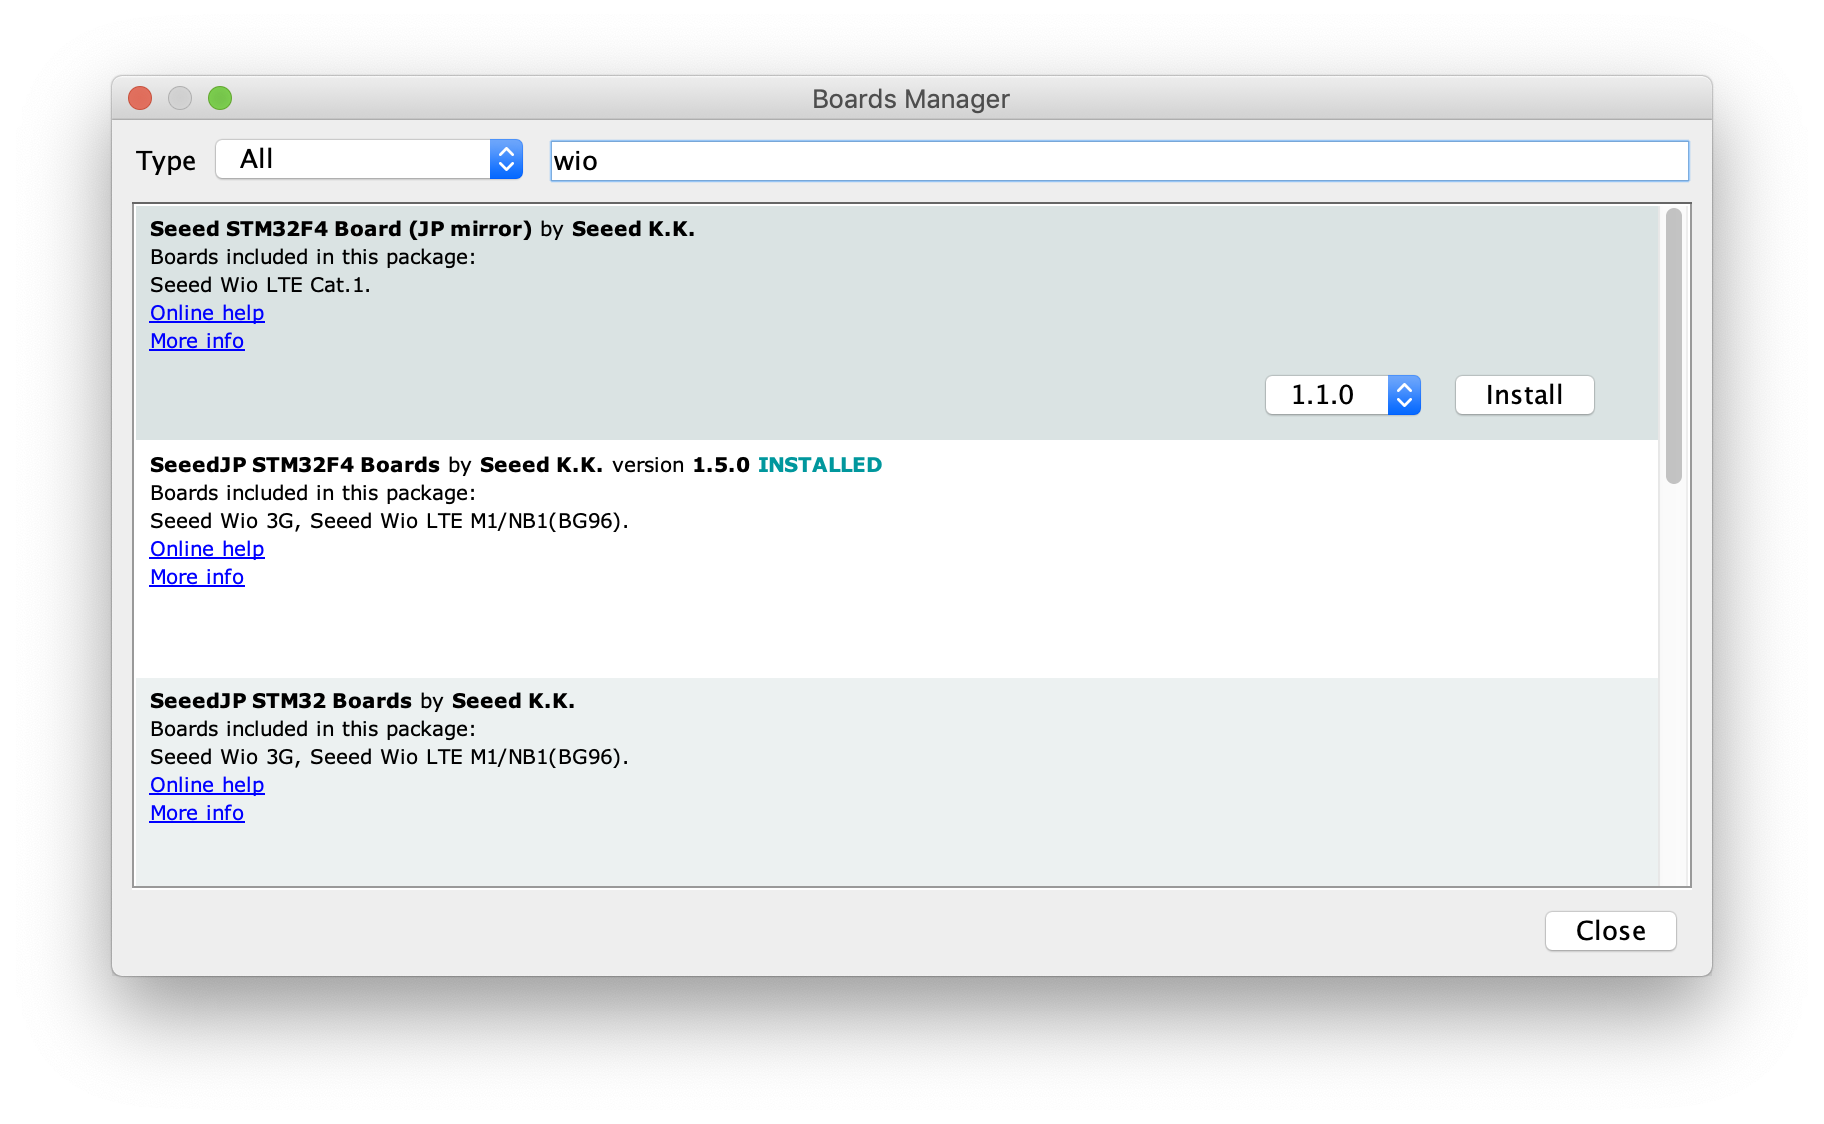 Boards Manager
Type All wio
Seeed STM32F4 Board (JP mirror) by Seeed K.K.
Boards included in this package:
Seeed Wio LTE Cat.1.
Online help
More info
1.1.0 Install
SeeedJP STM32F4 Boards by Seeed K.K. version 1.5.0 INSTALLED
Boards included in this package:
Seeed Wio 3G, Seeed Wio LTE M1/NB1(BG96).
Online help
More info
SeeedJP STM32 Boards by Seeed K.K.
Boards included in this package:
Seeed Wio 3G, Seeed Wio LTE M1/NB1(BG96).
Online help
More info
Close